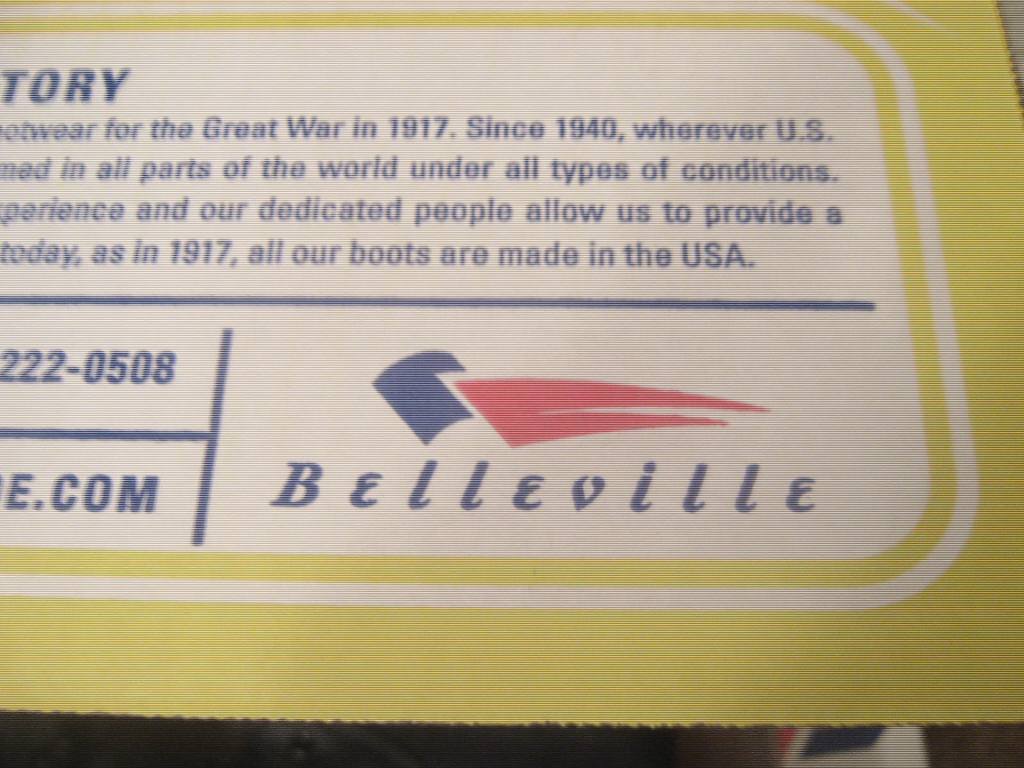 TORY
otwear for the Great War in 1917. Since 1940, wherever U.S.
med in all parts of the world under all types of conditions.
perience and our dedicated people allow us to provide a
today, as in 1917, all our boots are made in the USA.
222-0508
E.COM
Belleville